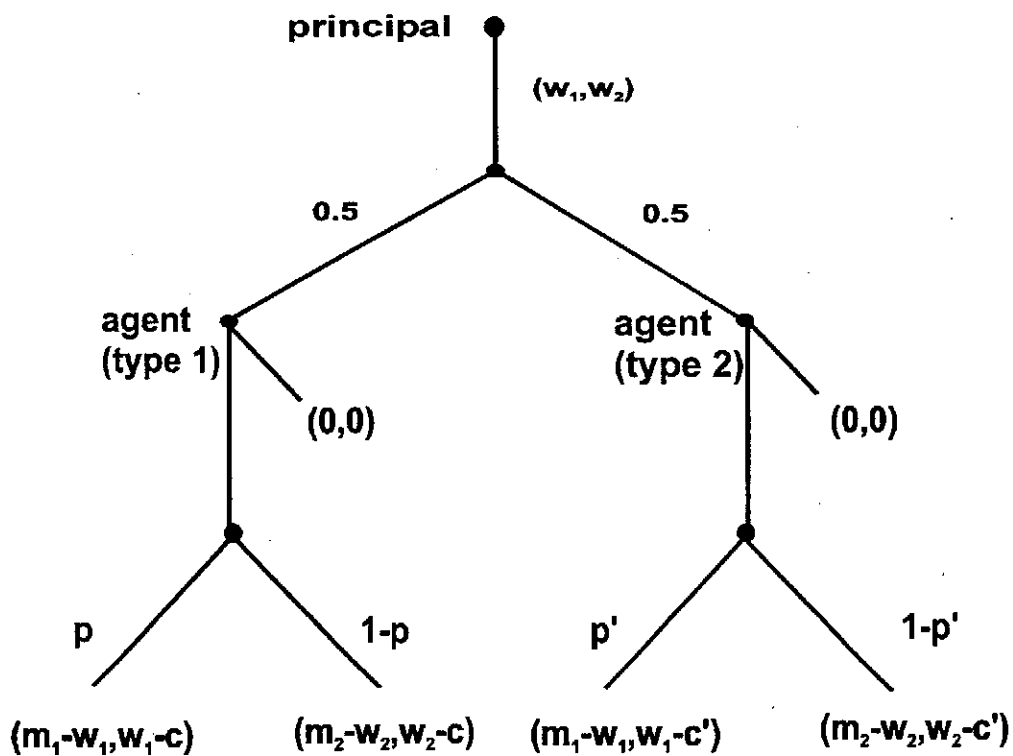 principal
(w₁,w₂)
0.5
0.5
agent
(type 1)
agent
(type 2)
(0,0)
(0,0)
p
1-p
p'
1-p'
(m₁-w₁,w₁-c)
(m₂-w₂,w₂-c)
(m₁-w₁,w₁-c')
(m₂-w₂,w₂-c')